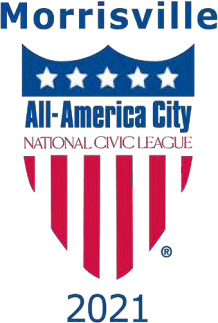 Morrisville
All-America City
NATIONAL CIVIC LEAGUE
®
2021